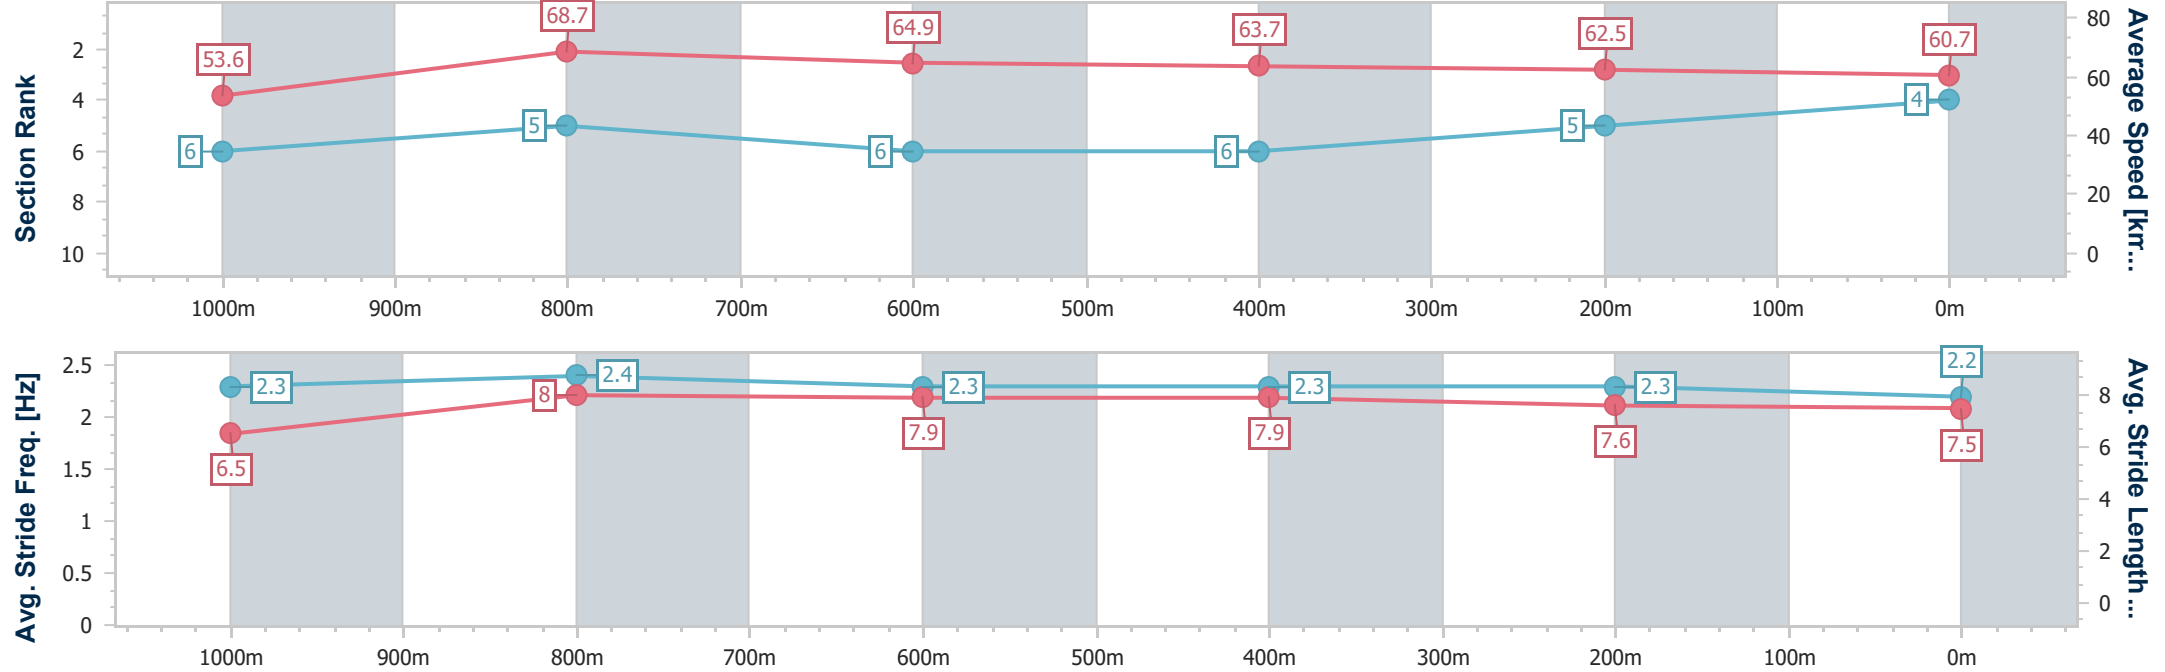 Section Rank
2
4
6
8
10
53.6
68.7
64.9
63.7
62.5
60.7
6
5
6
6
5
4
80
60
40
20
0
Average Speed [km...
1000m
900m
800m
700m
600m
500m
400m
300m
200m
100m
0m
Avg. Stride Freq. [Hz]
2.5
2
1.5
1
0.5
0
2.3
2.4
2.3
2.3
2.3
2.2
6.5
8
7.9
7.9
7.6
7.5
8
6
4
2
0
Avg. Stride Length ...
1000m
900m
800m
700m
600m
500m
400m
300m
200m
100m
0m